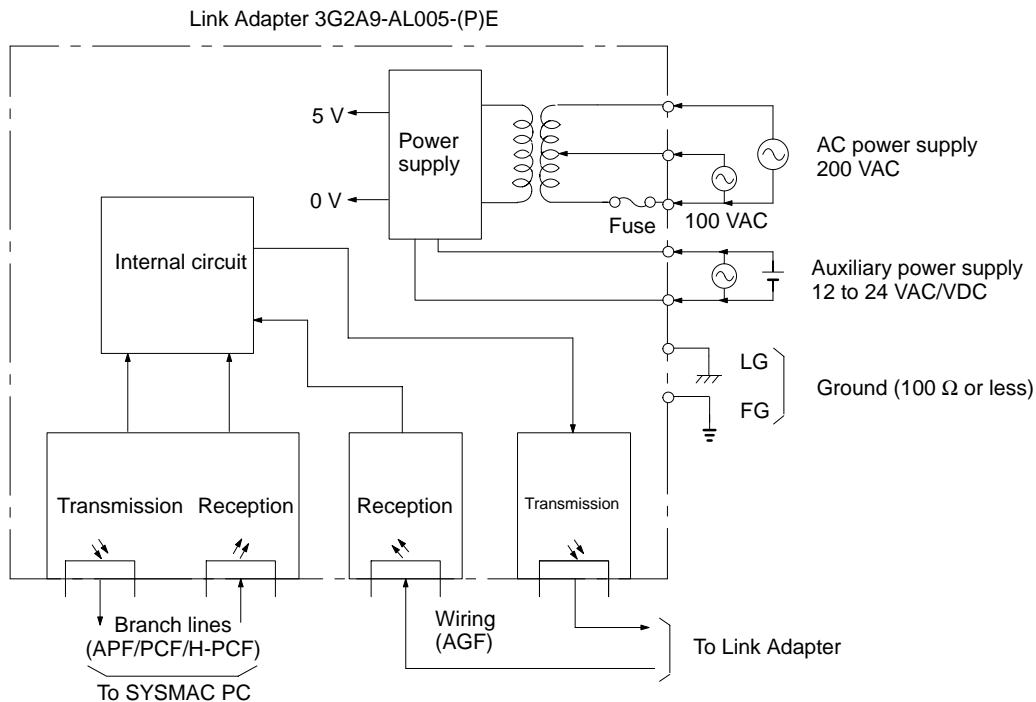 Link Adapter 3G2A9-AL005-(P)E
5 V
Power
supply
0 V
Fuse
100 VAC
AC power supply
200 VAC
Internal circuit
Auxiliary power supply
12 to 24 VAC/VDC
LG
FG
Ground (100 Ω or less)
Transmission
Reception
Reception
Transmission
Branch lines
(APF/PCF/H-PCF)
To SYSMAC PC
Wiring
(AGF)
To Link Adapter